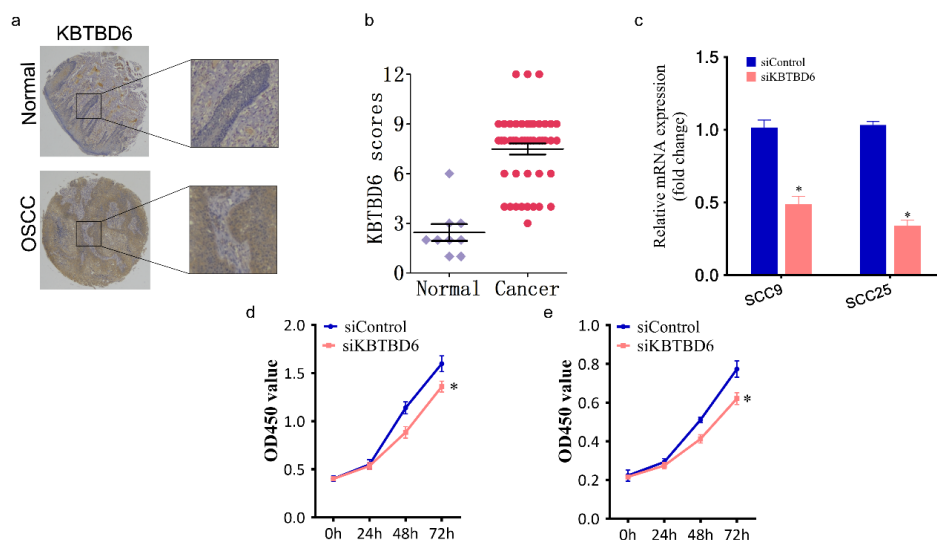 a
KBTBD6
Normal
OSCC
b
KBTBD6 scores
12
9
6
3
0
Normal
Cancer
c
siControl
siKBTBD6
Relative mRNA expression
(fold change)
1.5
1.0
0.5
0.0
*
*
SCC9
SCC25
d
siControl
siKBTBD6
OD450 value
2.0
1.5
1.0
0.5
0.0
*
0h
24h
48h
72h
e
siControl
siKBTBD6
OD450 value
1.0
0.8
0.6
0.4
0.2
0.0
*
0h
24h
48h
72h